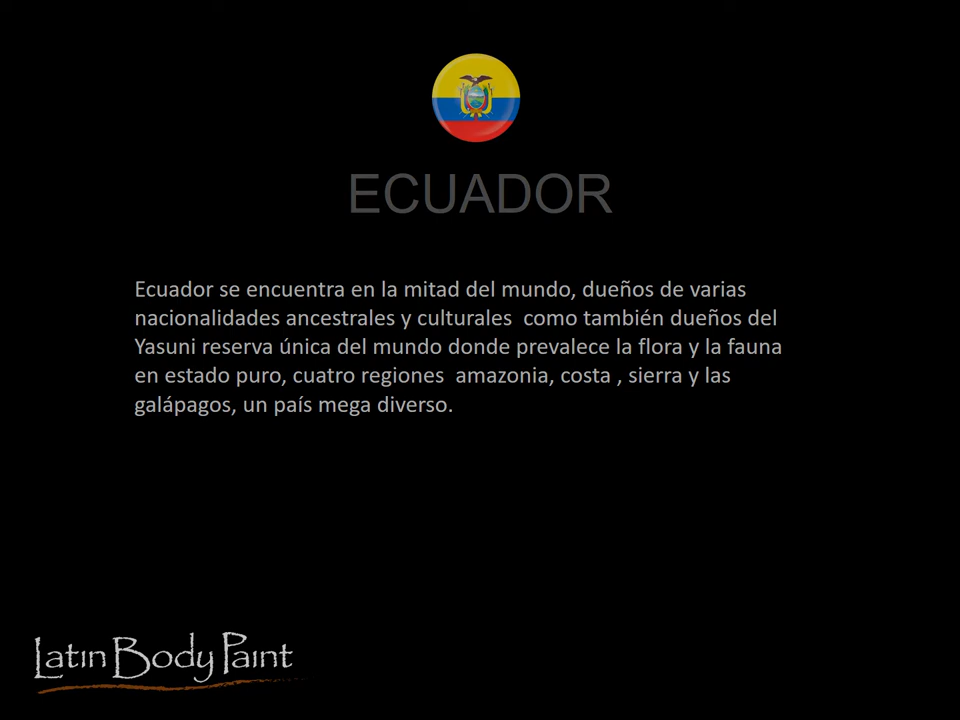 ECUADOR
Ecuador se encuentra en la mitad del mundo, dueños de varias
nacionalidades ancestrales y culturales  como también dueños del
Yasuni reserva única del mundo donde prevalece la flora y la fauna
en estado puro, cuatro regiones  amazonia, costa , sierra y las
galápagos, un país mega diverso.
Latin Body Paint